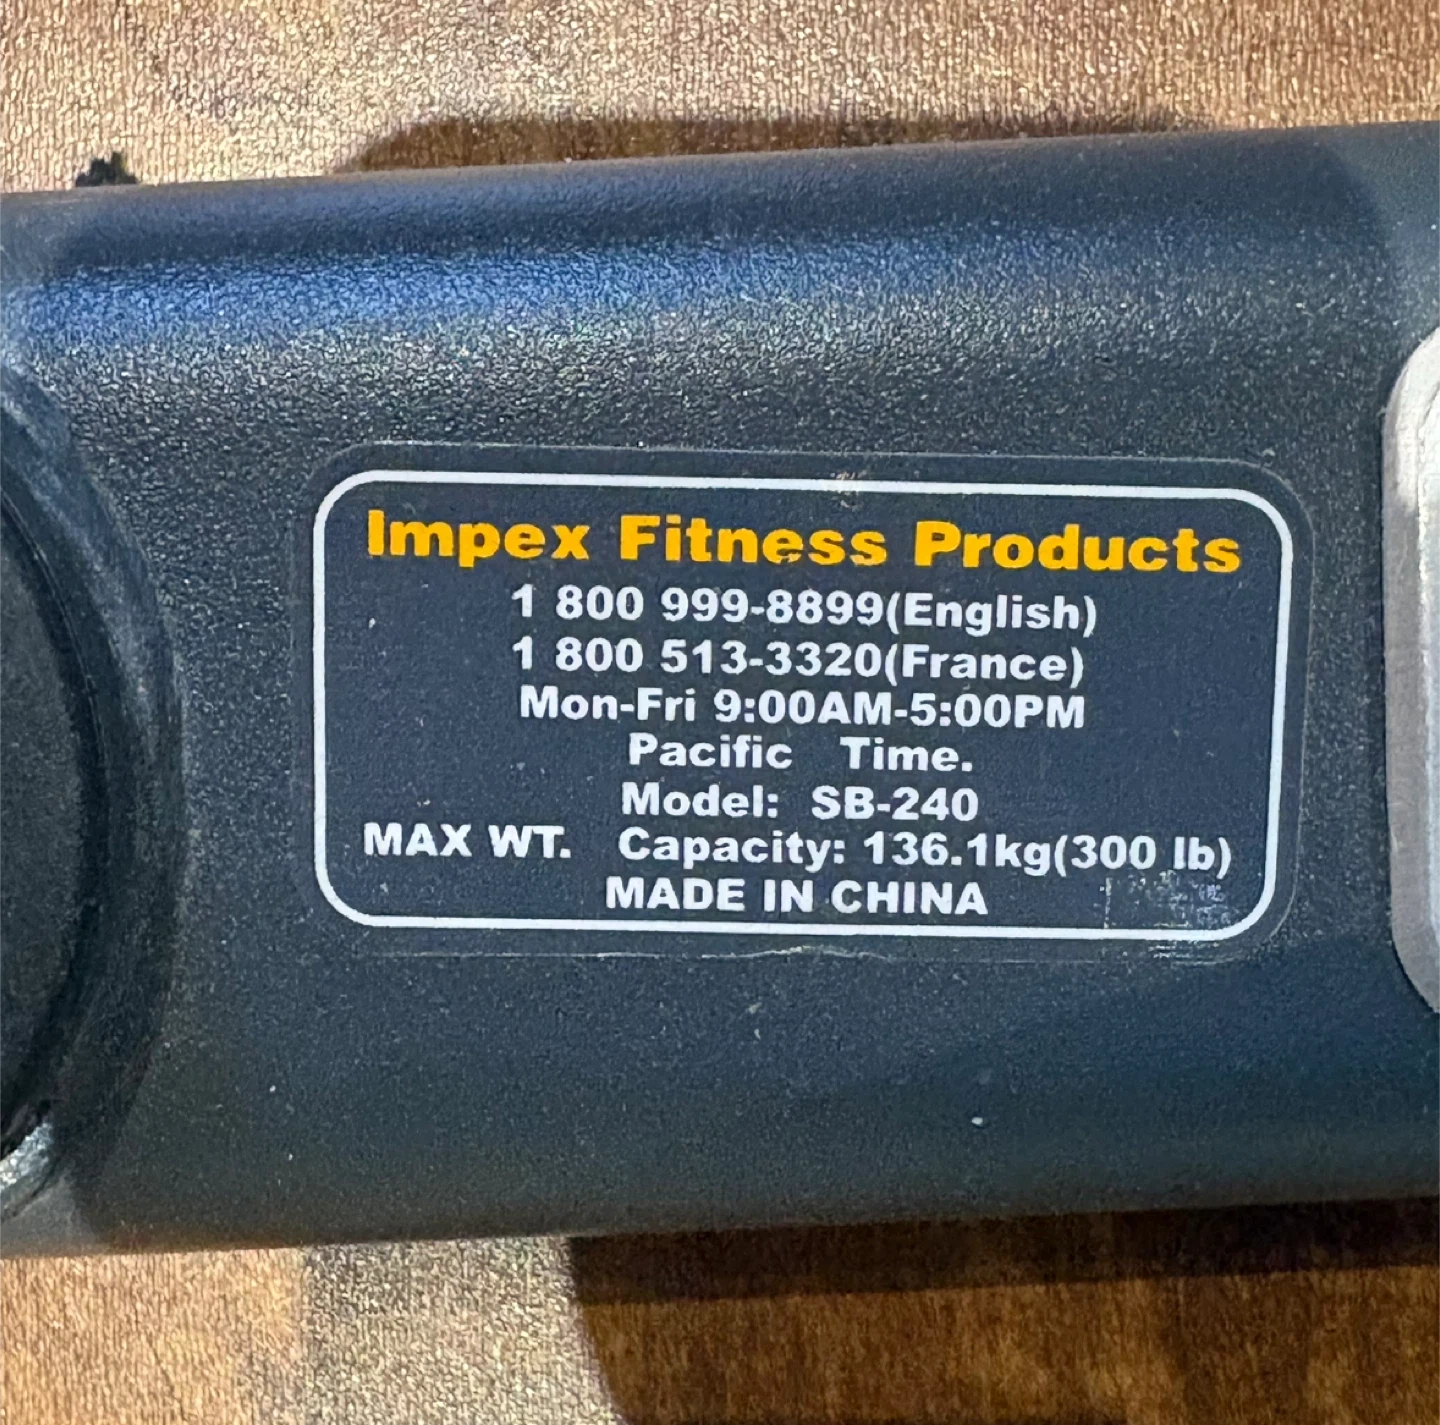 Impex Fitness Products
1 800 999-8899(English)
1 800 513-3320(France)
Mon-Fri 9:00AM-5:00PM
Pacific Time.
Model: SB-240
MAX WT. Capacity: 136.1kg(300 lb)
MADE IN CHINA